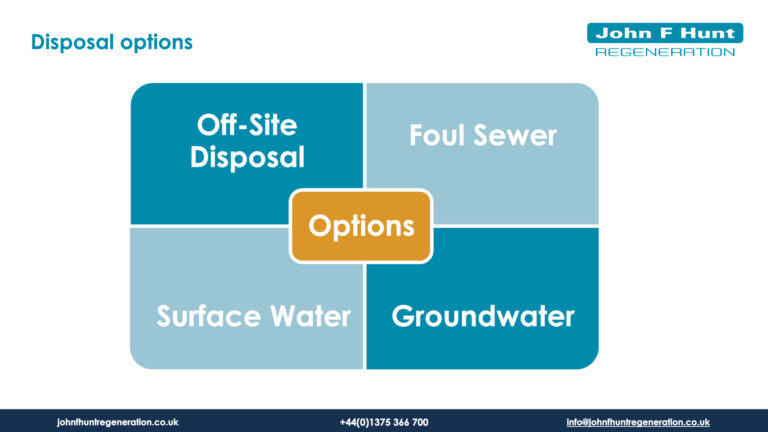 Disposal options
John F Hunt
REGENERATION
Off-Site
Disposal
Foul Sewer
Options
Surface Water
Groundwater
johnfhuntregeneration.co.uk
+44(0)1375 366 700
info@johnfhuntregeneration.co.uk